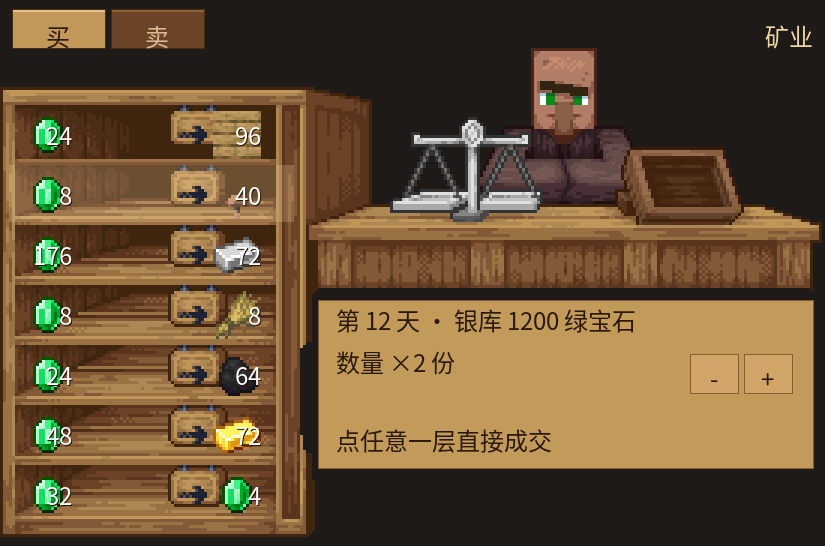 买 卖
矿业
24 96
8 40
176 72
8 8
24 64
48 72
32 4
第 12 天 · 银库 1200 绿宝石
数量 ×2 份
- +
点任意一层直接成交